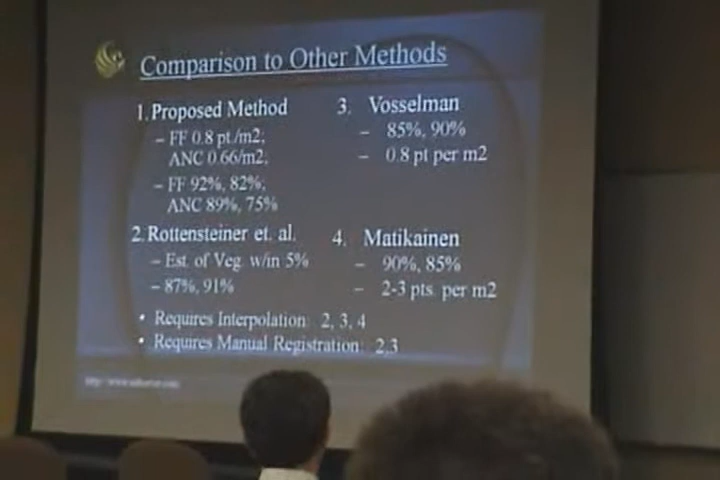 Comparison to Other Methods
1. Proposed Method
– FF 0.8 pt./m2;
ANC 0.66/m2;
– FF 92%, 82%;
ANC 89%, 75%
2. Rottensteiner et. al.
– Est. of Veg. w/in 5%
– 87%, 91%
3. Vosselman
– 85%, 90%
– 0.8 pt per m2
4. Matikainen
– 90%, 85%
– 2-3 pts. per m2
• Requires Interpolation: 2, 3, 4
• Requires Manual Registration: 2,3